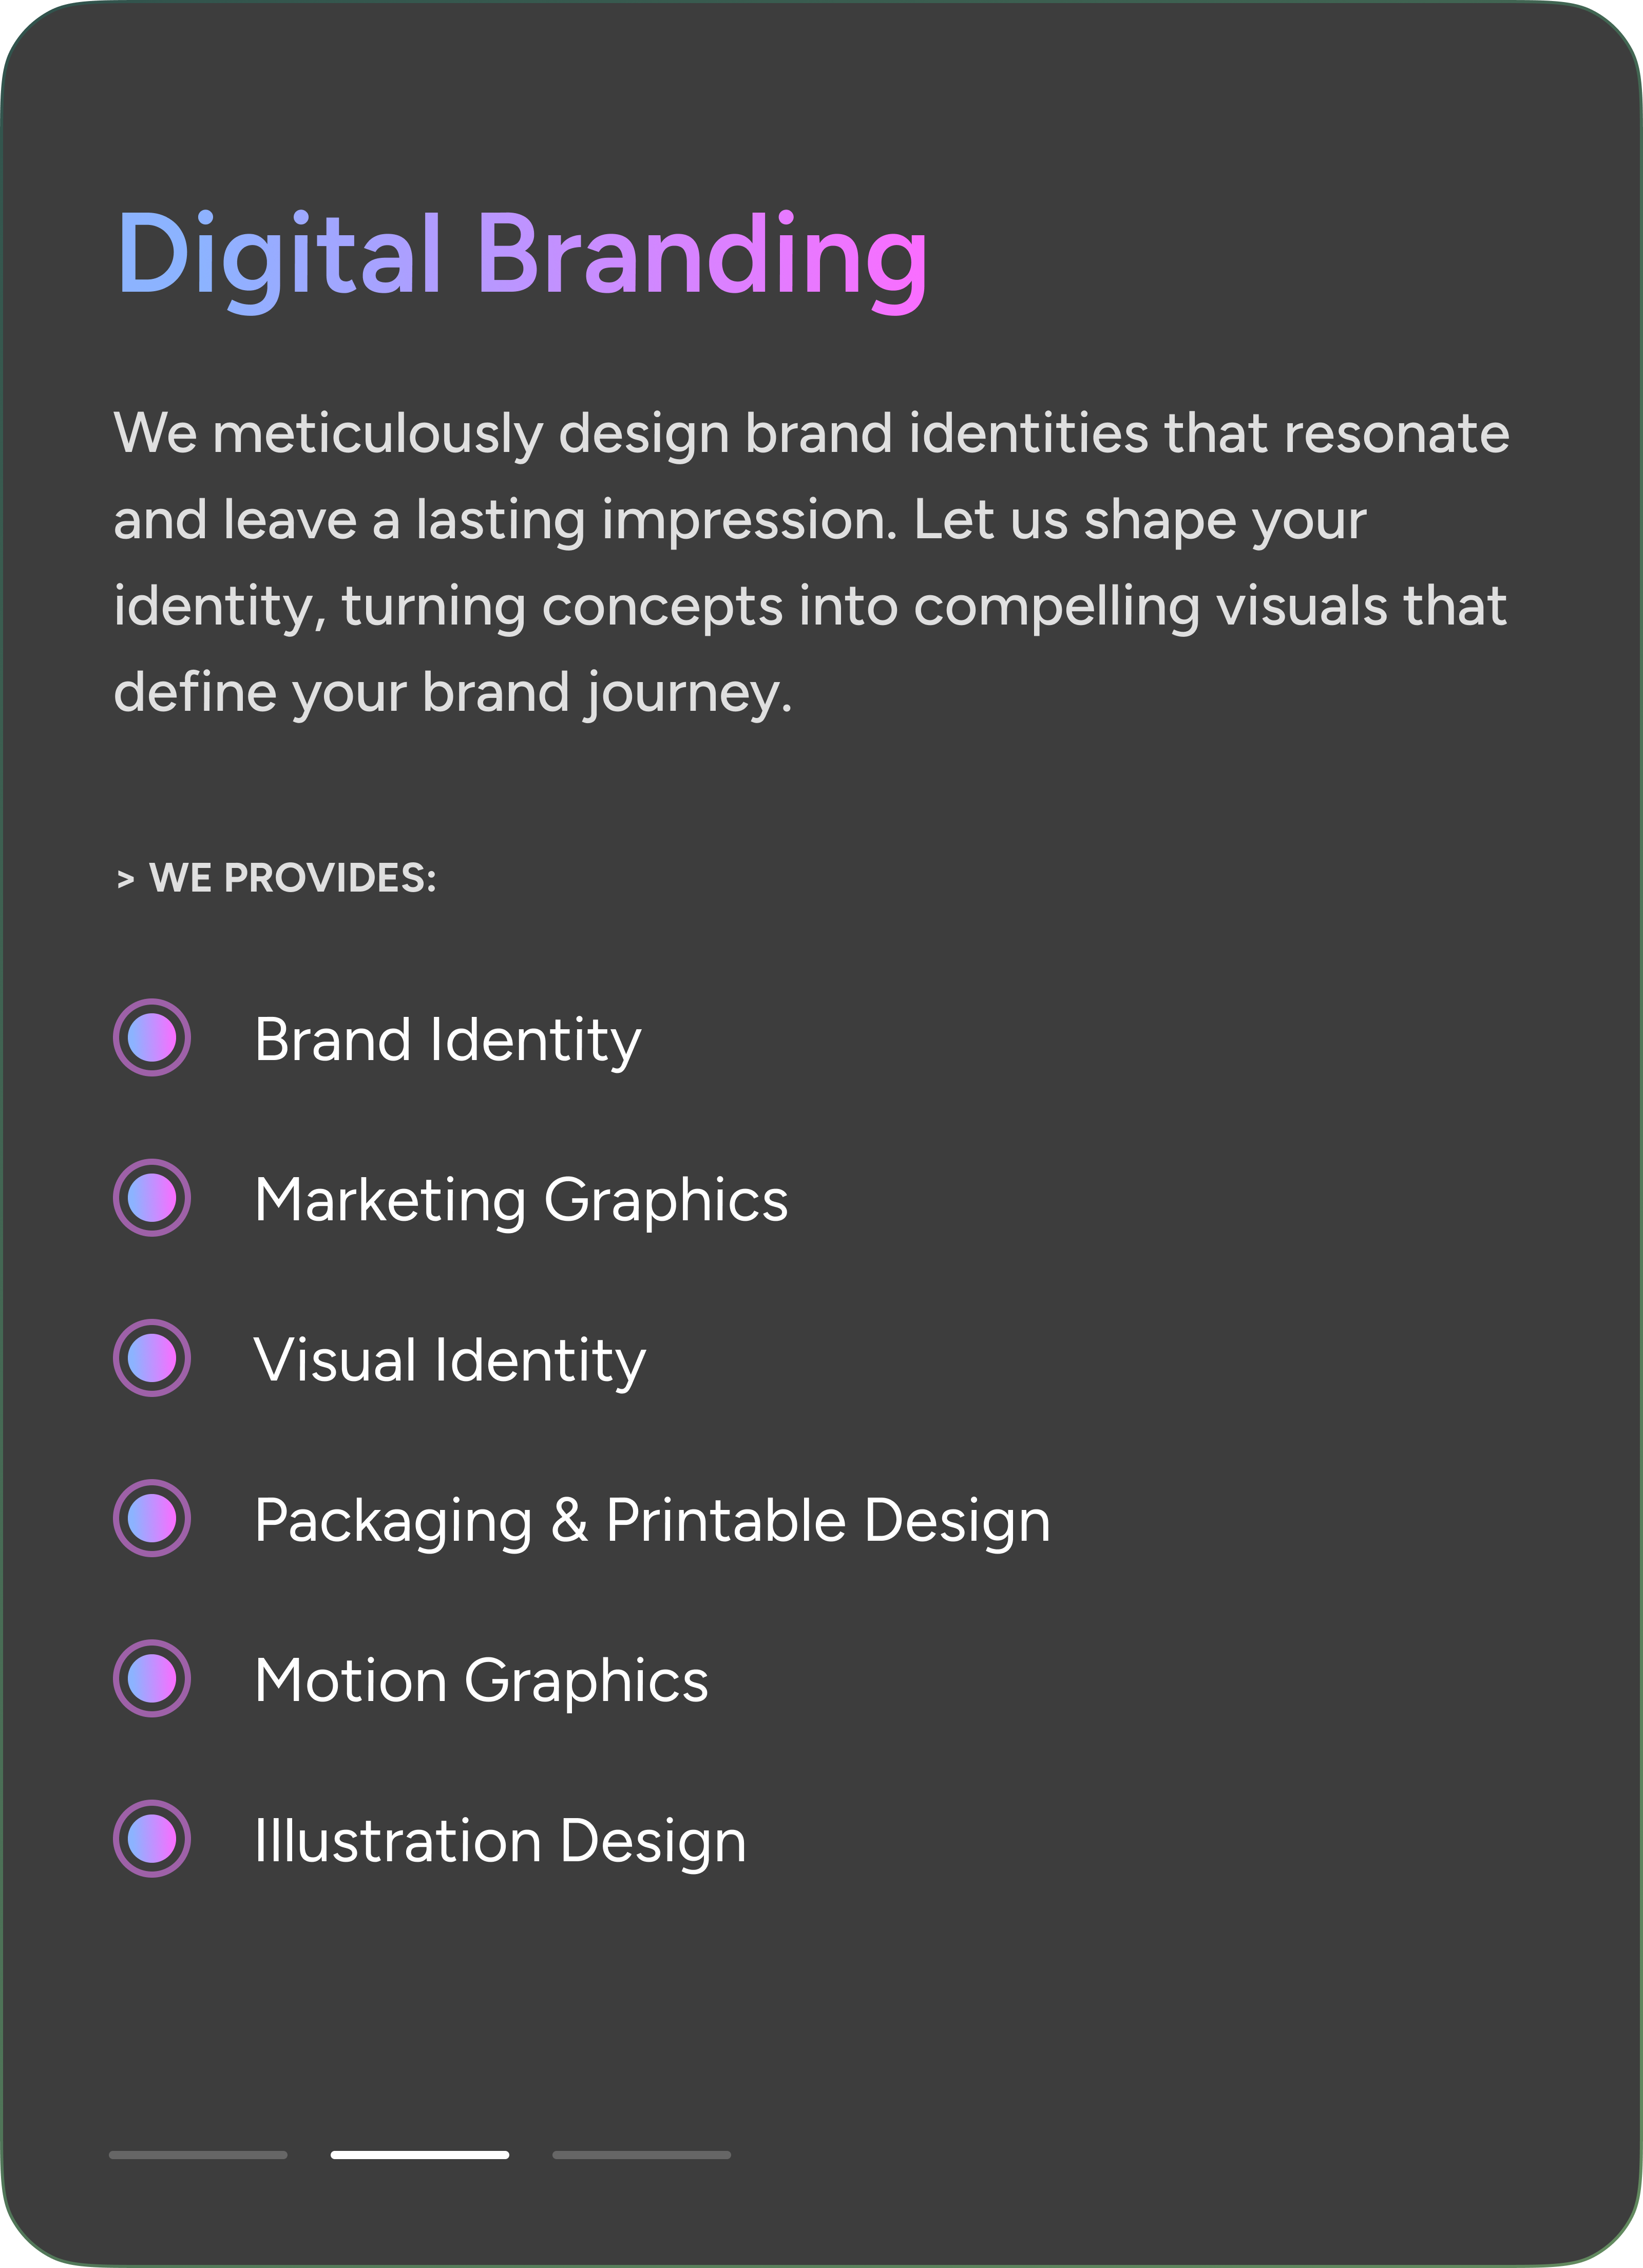 Digital Branding
We meticulously design brand identities that resonate
and leave a lasting impression. Let us shape your
identity, turning concepts into compelling visuals that
define your brand journey.
> WE PROVIDES:
Brand Identity
Marketing Graphics
Visual Identity
Packaging & Printable Design
Motion Graphics
Illustration Design